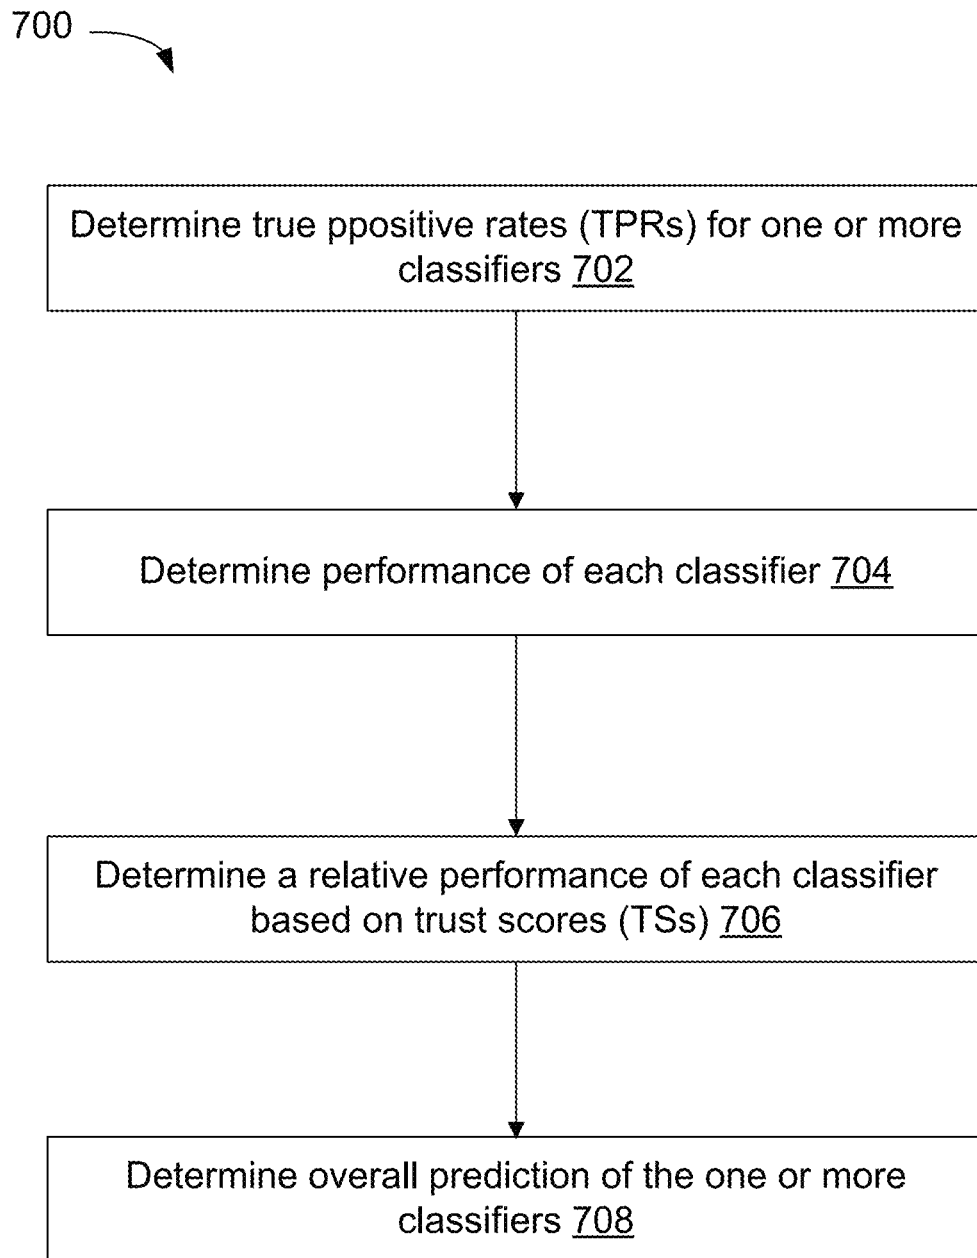 700
Determine true ppositive rates (TPRs) for one or more
classifiers 702
Determine performance of each classifier 704
Determine a relative performance of each classifier
based on trust scores (TSs) 706
Determine overall prediction of the one or more
classifiers 708